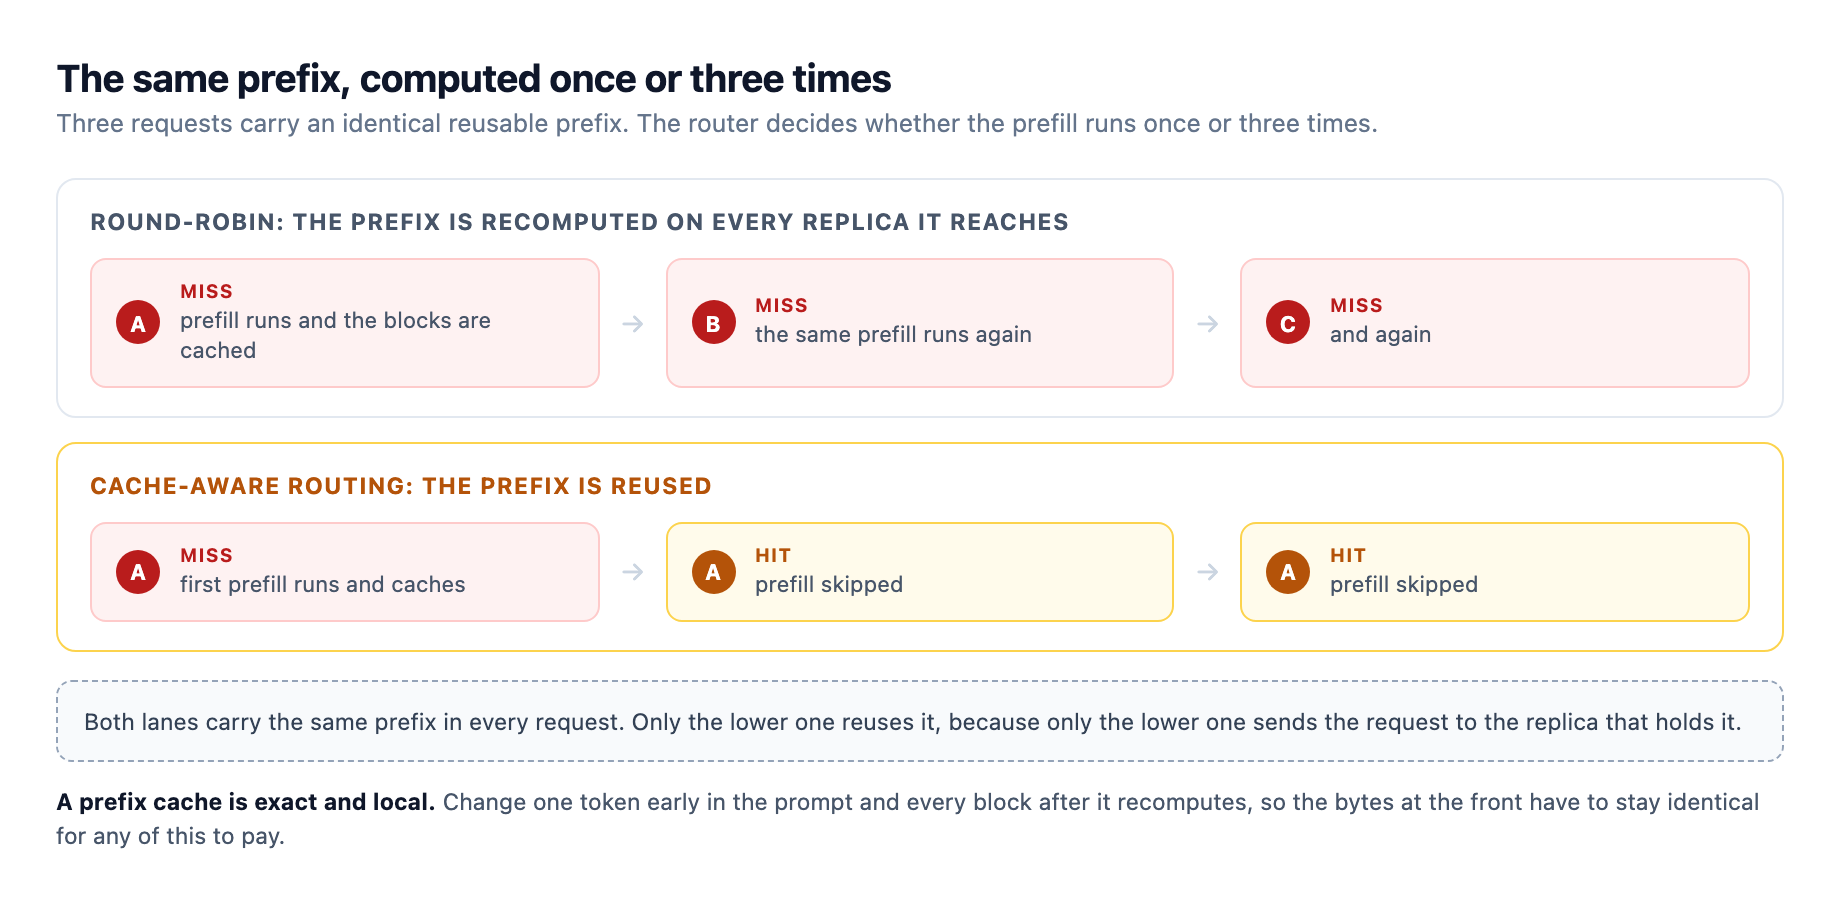 The same prefix, computed once or three times
Three requests carry an identical reusable prefix. The router decides whether the prefill runs once or three times.
ROUND-ROBIN: THE PREFIX IS RECOMPUTED ON EVERY REPLICA IT REACHES
A
MISS
prefill runs and the blocks are
cached
→
B
MISS
the same prefill runs again
→
C
MISS
and again
CACHE-AWARE ROUTING: THE PREFIX IS REUSED
A
MISS
first prefill runs and caches
→
A
HIT
prefill skipped
→
A
HIT
prefill skipped
Both lanes carry the same prefix in every request. Only the lower one reuses it, because only the lower one sends the request to the replica that holds it.
A prefix cache is exact and local. Change one token early in the prompt and every block after it recomputes, so the bytes at the front have to stay identical
for any of this to pay.